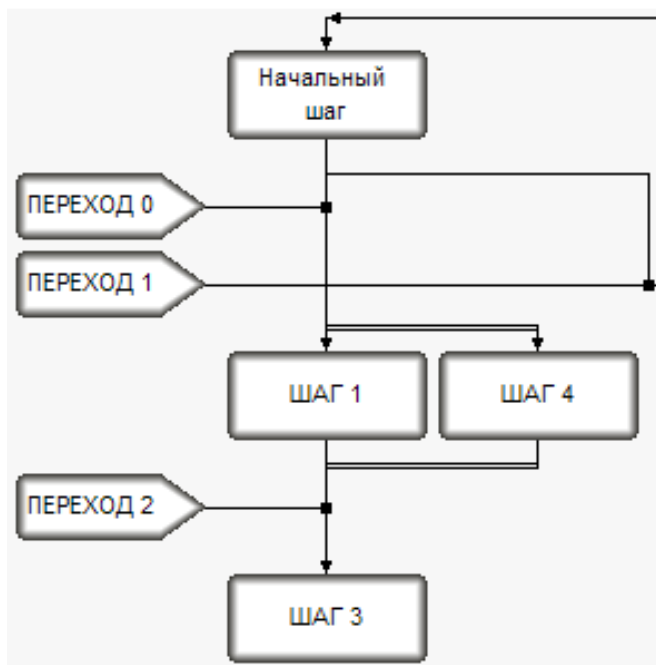 Начальный
шаг
ПЕРЕХОД 0
ПЕРЕХОД 1
ШАГ 1
ШАГ 4
ПЕРЕХОД 2
ШАГ 3